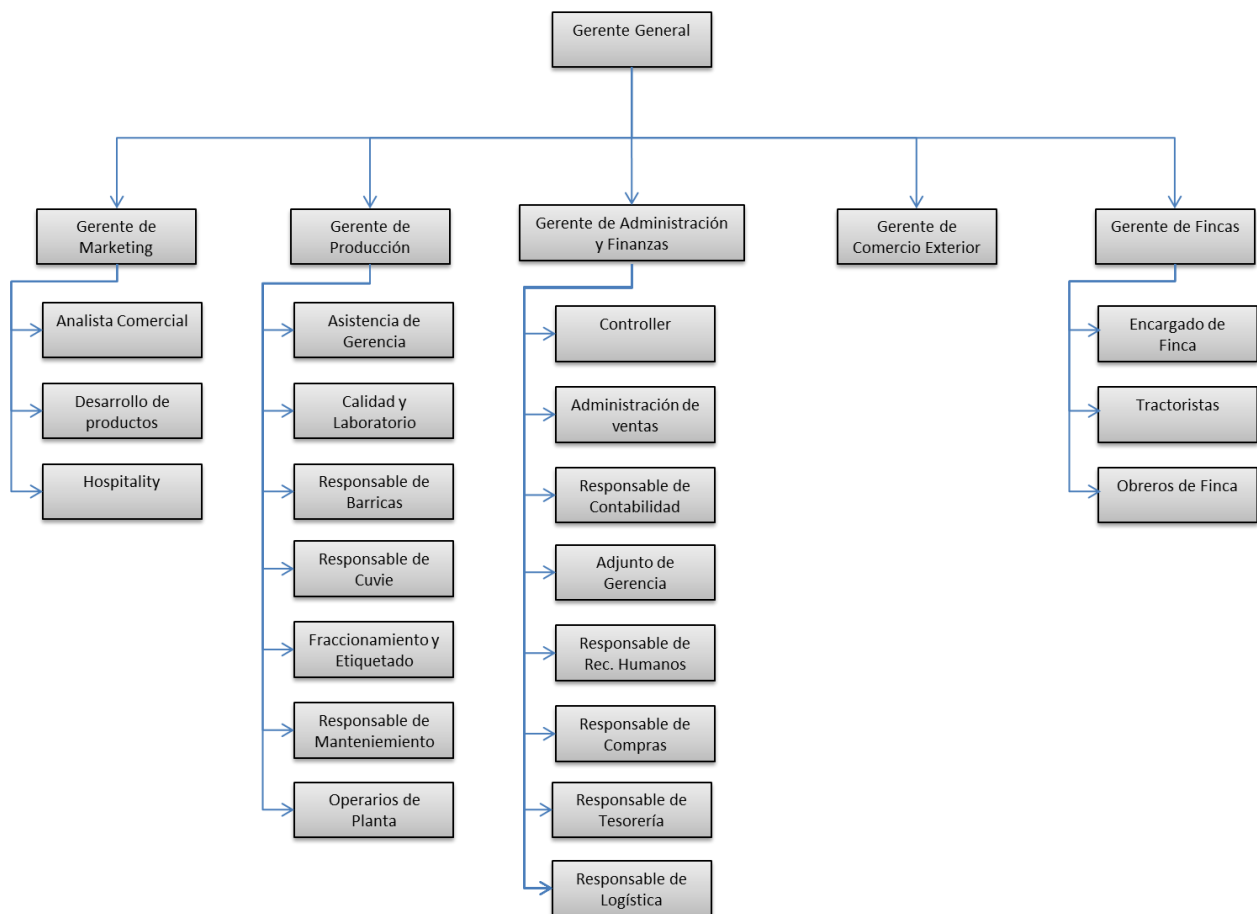 Gerente General
Gerente de
Marketing
Analista Comercial
Desarrollo de
productos
Hospitality
Gerente de
Producción
Asistencia de
Gerencia
Calidad y
Laboratorio
Responsable de
Barricas
Responsable de
Cuvie
Fraccionamiento y
Etiquetado
Responsable de
Manteniemiento
Operarios de
Planta
Gerente de Administración
y Finanzas
Controller
Administración de
ventas
Responsable de
Contabilidad
Adjunto de
Gerencia
Responsable de
Rec. Humanos
Responsable de
Compras
Responsable de
Tesorería
Responsable de
Logística
Gerente de
Comercio Exterior
Gerente de Fincas
Encargado de
Finca
Tractoristas
Obreros de Finca